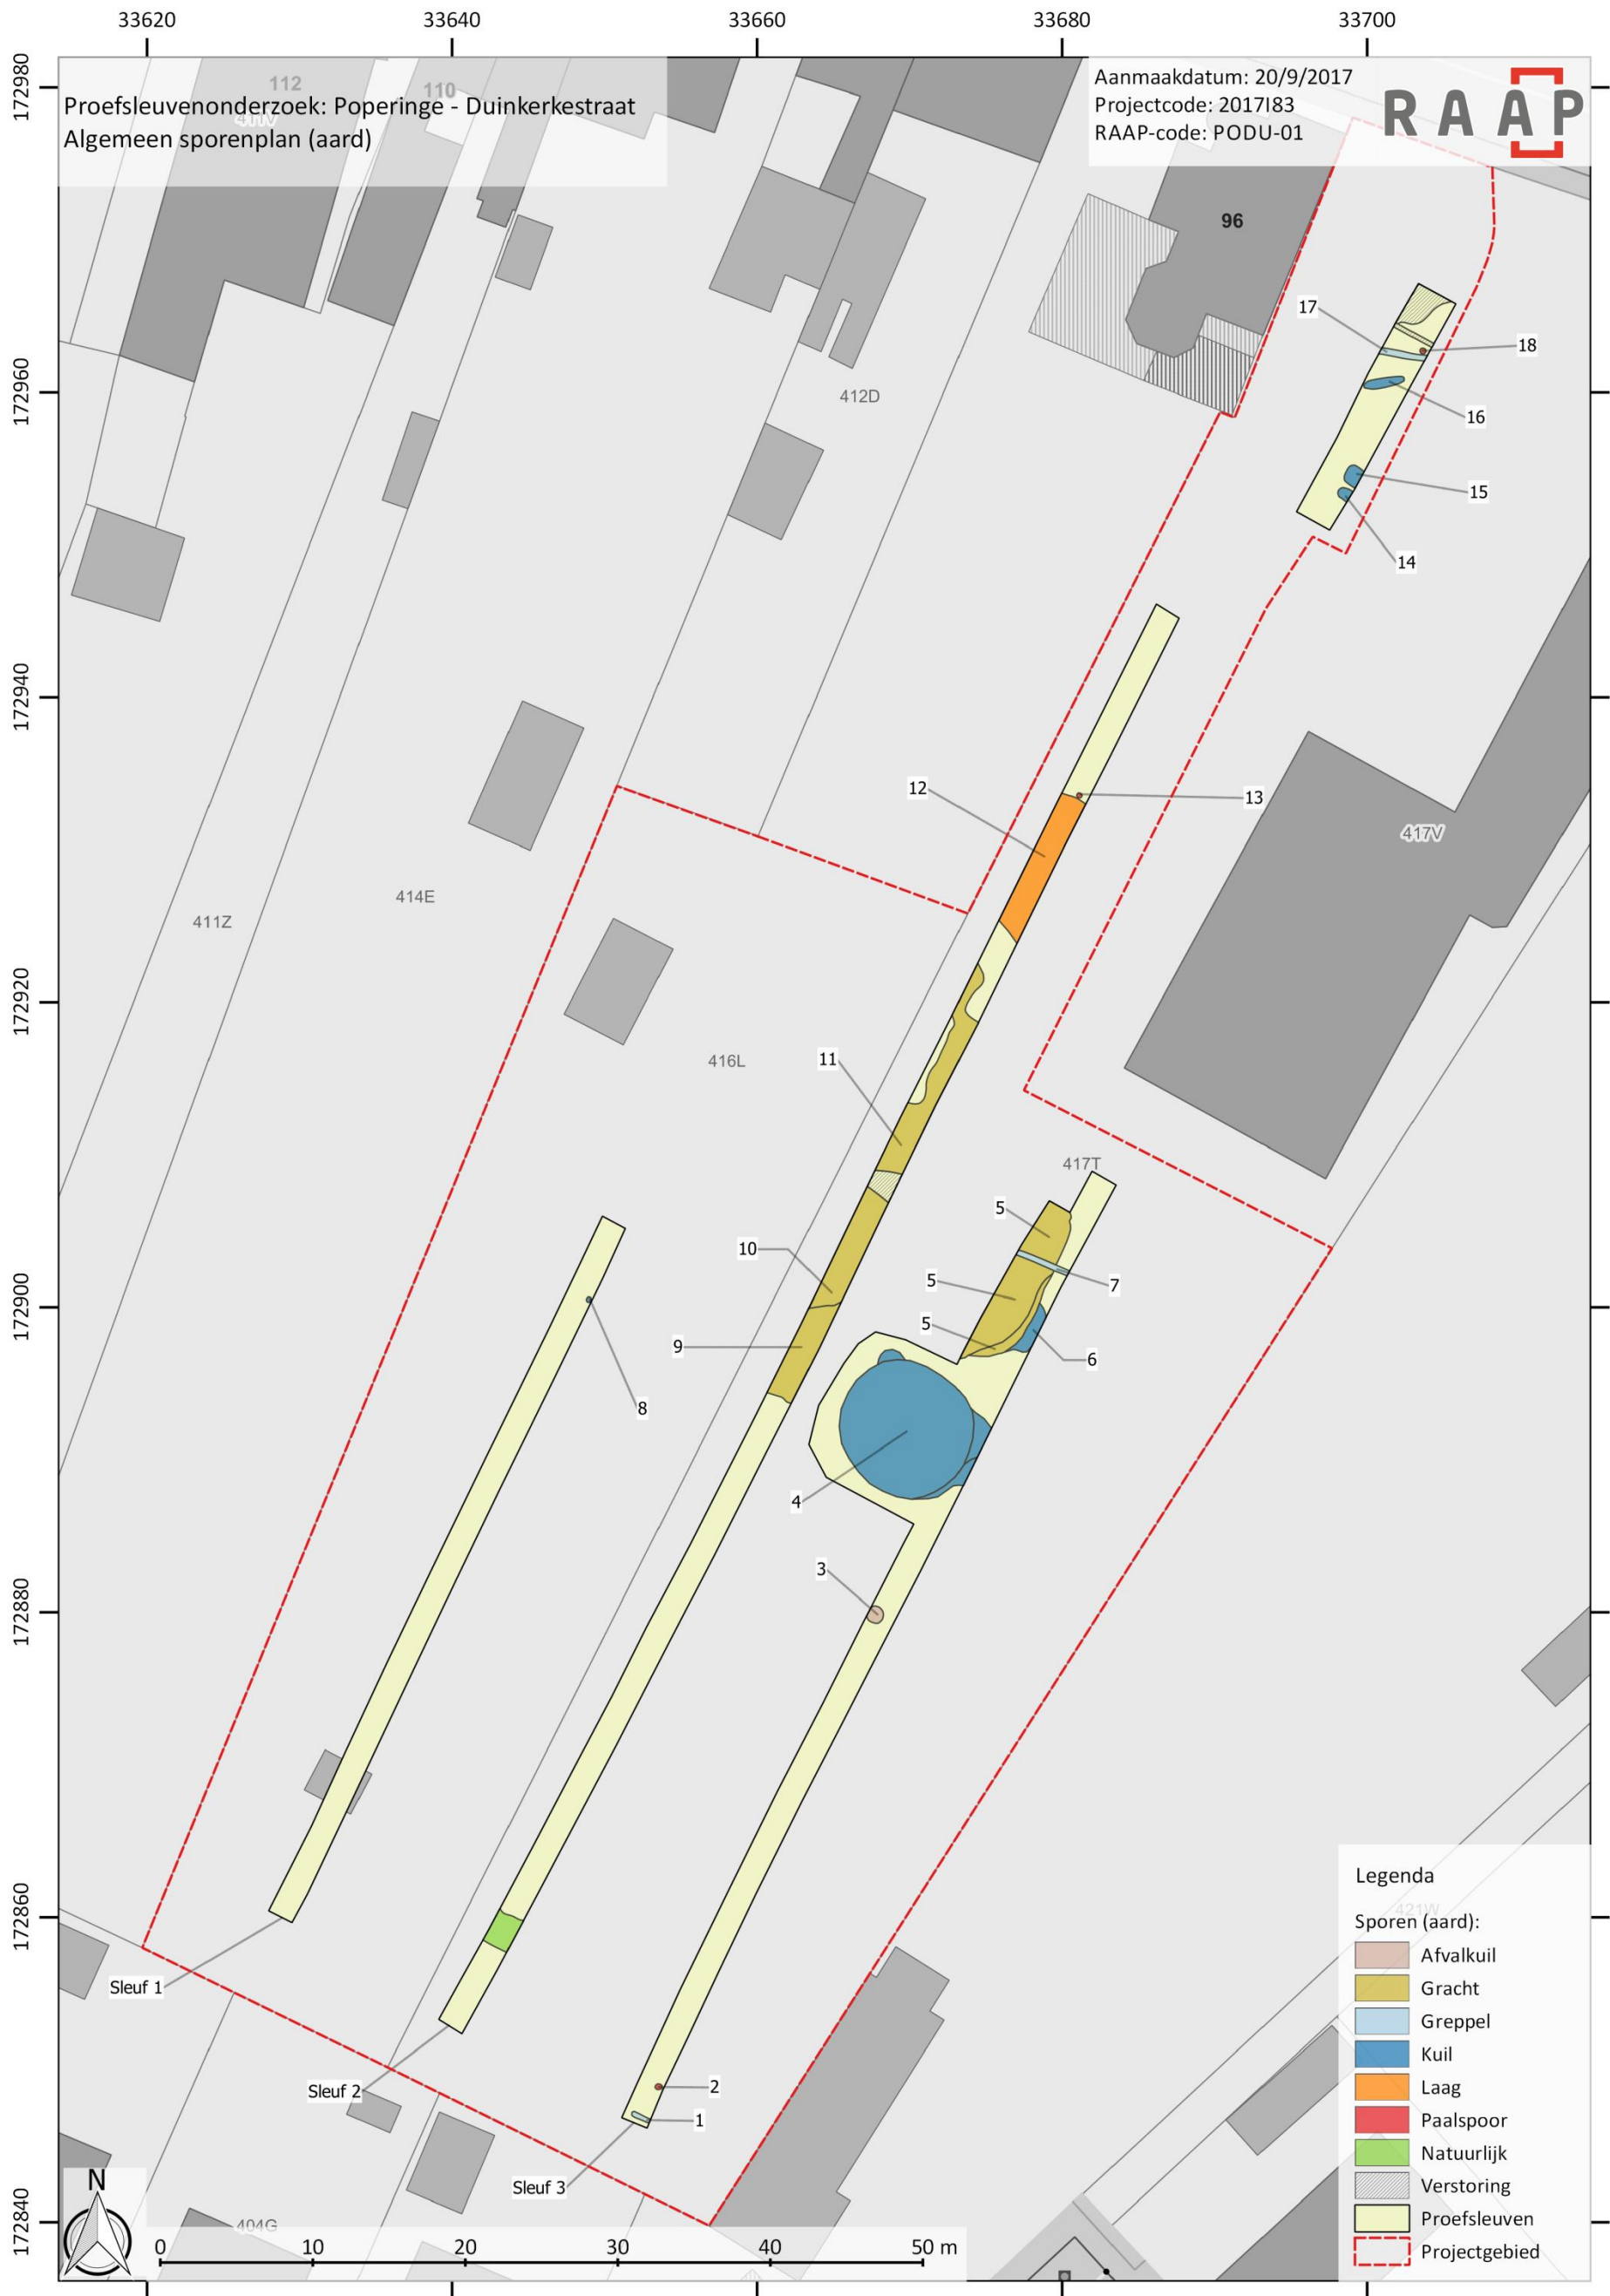 33620 33640 33660 33680 33700
172980
112
110
Proefsleuvenonderzoek: Poperinge - Duinkerkestraat
Algemeen sporenplan (aard)
Aanmaakdatum: 20/9/2017
Projectcode: 2017I83
RAAP-code: PODU-01
RAAP
96
17
18
172960
412D
16
15
14
172940
12
13
417V
414E
411Z
172920
11
416L
417T
5
10
5
7
172900
5
9
6
8
4
3
172880
172860
Sleuf 1
Sleuf 2
2
1
Sleuf 3
172840
N
404G
0 10 20 30 40 50 m
Legenda
421W
Sporen (aard):
Afvalkuil
Gracht
Greppel
Kuil
Laag
Paalspoor
Natuurlijk
Verstoring
Proefsleuven
Projectgebied